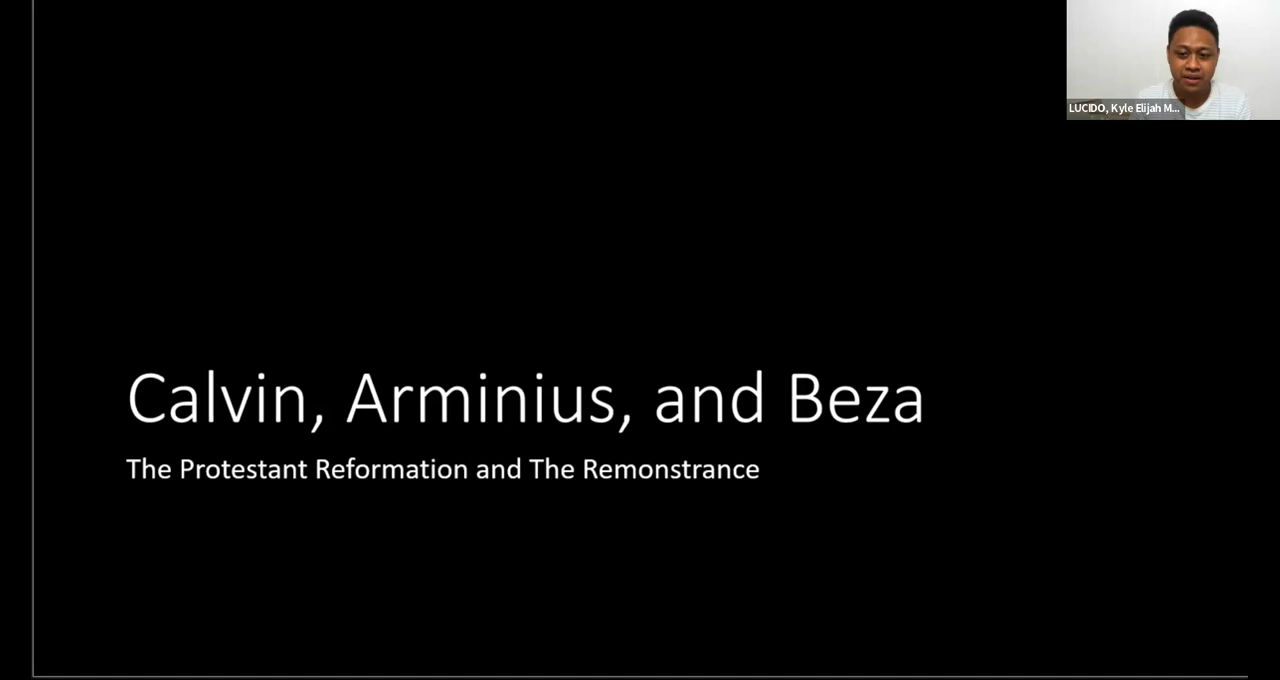 LUCIDO, Kyle Elijah M...
Calvin, Arminius, and Beza
The Protestant Reformation and The Remonstrance